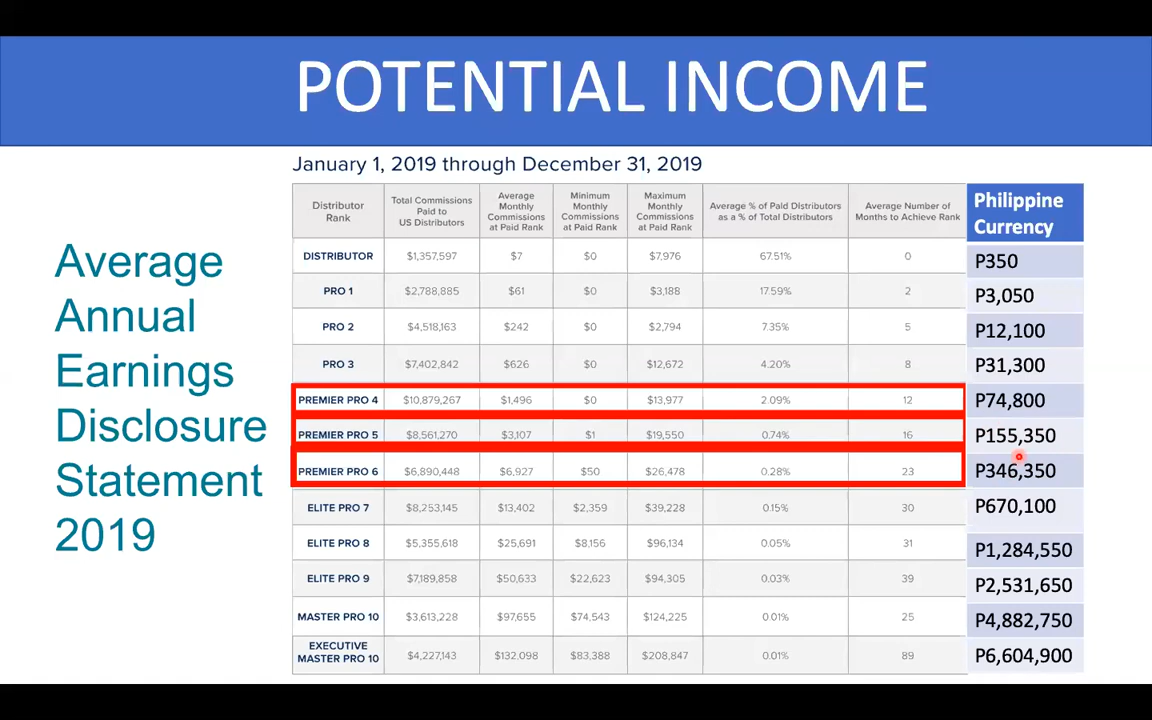 POTENTIAL INCOME
January 1, 2019 through December 31, 2019
Average
Annual
Earnings
Disclosure
Statement
2019
Distributor Rank | Total Commissions Paid to US Distributors | Average Monthly Commissions at Paid Rank | Minimum Monthly Commissions at Paid Rank | Maximum Monthly Commissions at Paid Rank | Average % of Paid Distributors as a % of Total Distributors | Average Number of Months to Achieve Rank | Philippine Currency
DISTRIBUTOR | $1,357,597 | $7 | $0 | $7,976 | 67.51% | 0 | P350
PRO 1 | $2,788,885 | $61 | $0 | $3,188 | 17.59% | 2 | P3,050
PRO 2 | $4,518,163 | $242 | $0 | $2,794 | 7.35% | 5 | P12,100
PRO 3 | $7,402,842 | $626 | $0 | $12,672 | 4.20% | 8 | P31,300
PREMIER PRO 4 | $10,879,267 | $1,496 | $0 | $13,977 | 2.09% | 12 | P74,800
PREMIER PRO 5 | $8,561,270 | $3,107 | $1 | $19,550 | 0.74% | 16 | P155,350
PREMIER PRO 6 | $6,890,448 | $6,927 | $50 | $26,478 | 0.28% | 23 | P346,350
ELITE PRO 7 | $8,253,145 | $13,402 | $2,359 | $39,228 | 0.15% | 30 | P670,100
ELITE PRO 8 | $5,355,618 | $25,691 | $8,156 | $96,134 | 0.05% | 31 | P1,284,550
ELITE PRO 9 | $7,189,858 | $50,633 | $22,623 | $94,305 | 0.03% | 39 | P2,531,650
MASTER PRO 10 | $3,613,228 | $97,655 | $74,543 | $124,225 | 0.01% | 25 | P4,882,750
EXECUTIVE MASTER PRO 10 | $4,227,143 | $132,098 | $83,388 | $208,847 | 0.01% | 89 | P6,604,900